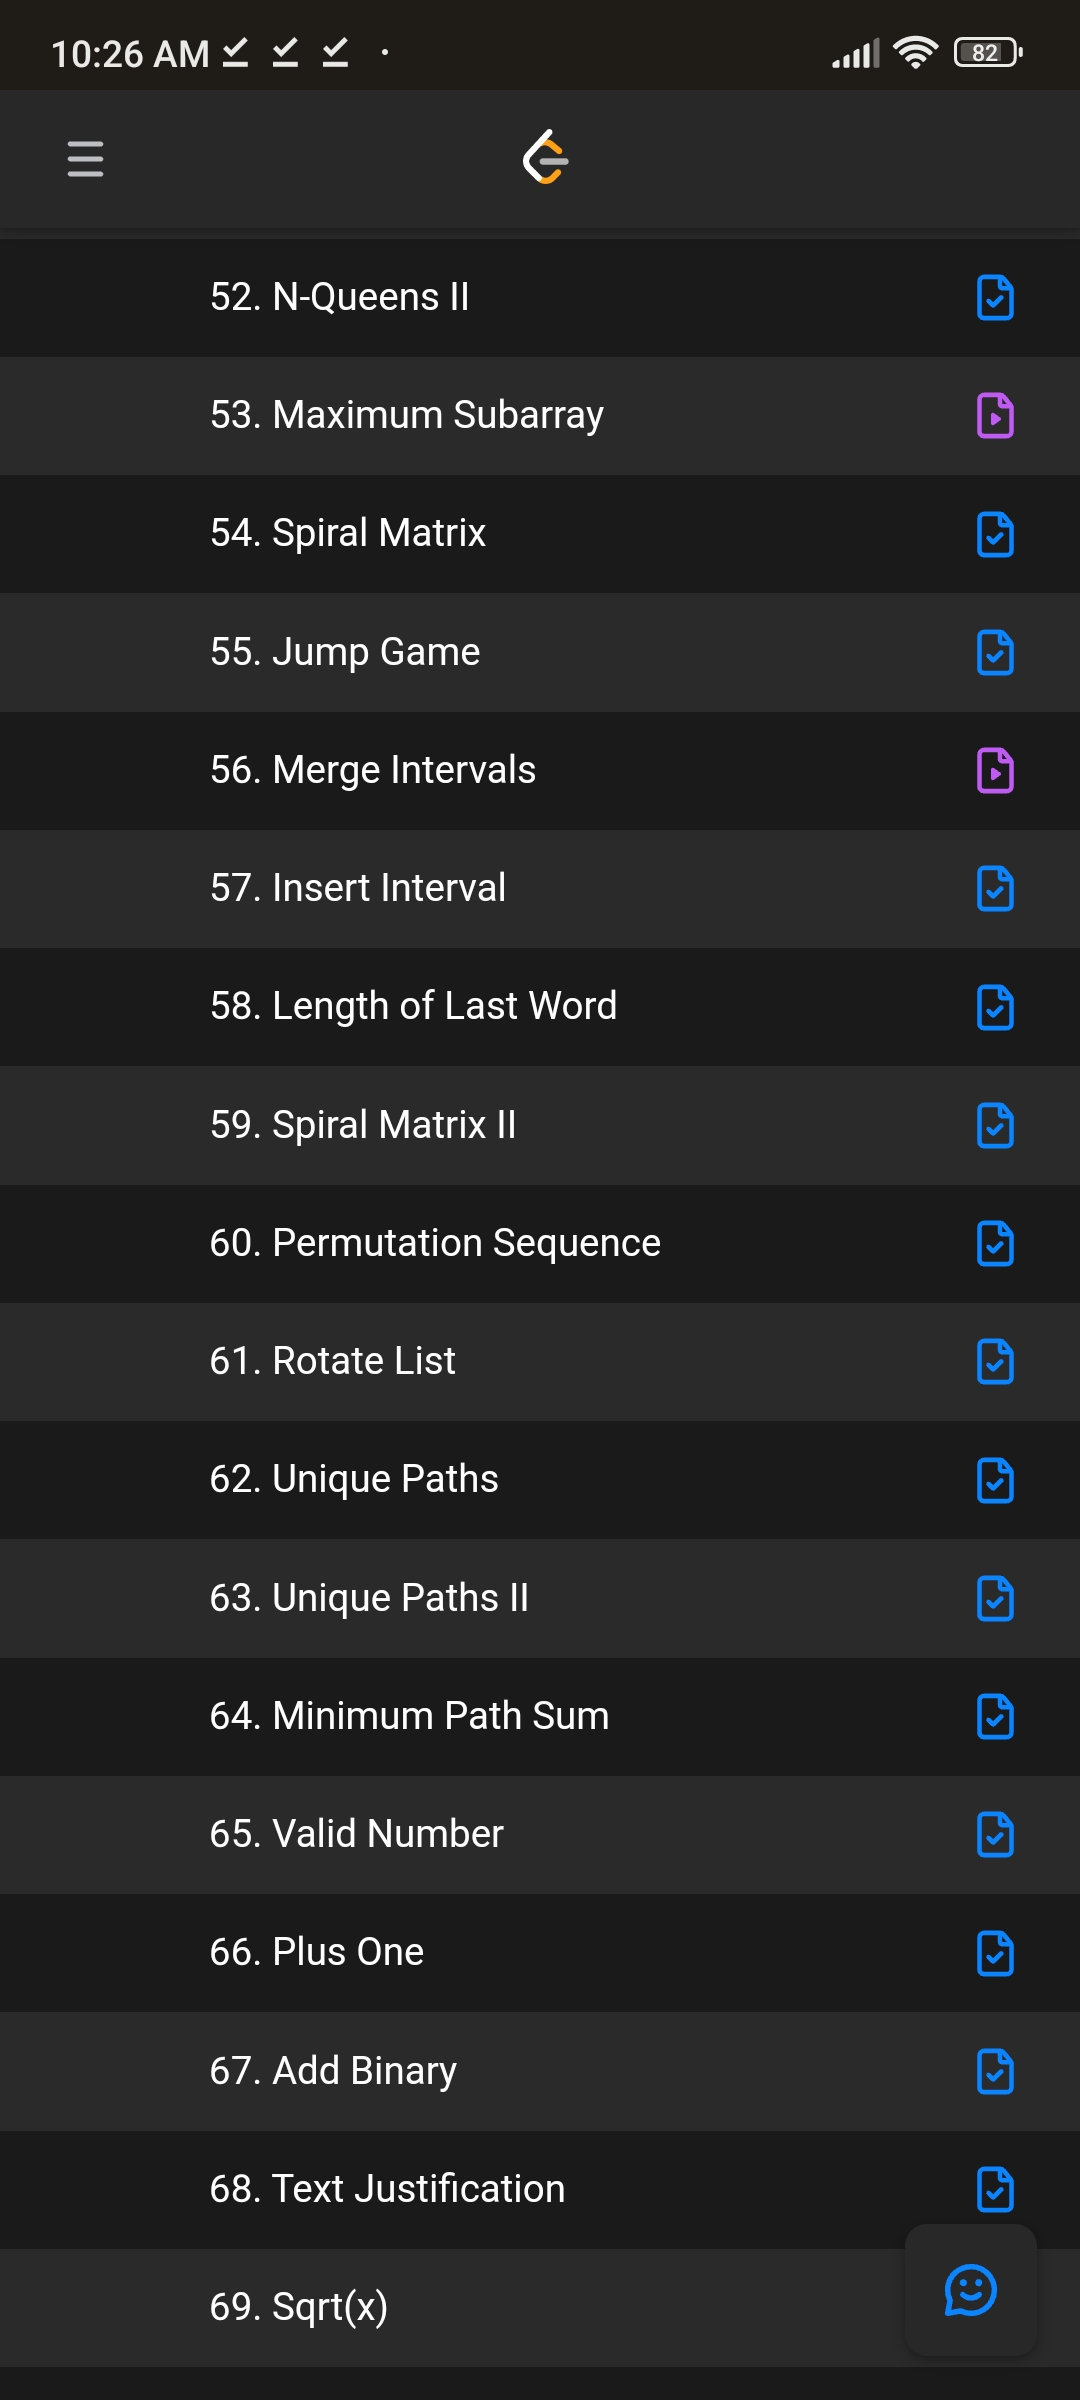 10:26 AM
82
52. N-Queens II
53. Maximum Subarray
54. Spiral Matrix
55. Jump Game
56. Merge Intervals
57. Insert Interval
58. Length of Last Word
59. Spiral Matrix II
60. Permutation Sequence
61. Rotate List
62. Unique Paths
63. Unique Paths II
64. Minimum Path Sum
65. Valid Number
66. Plus One
67. Add Binary
68. Text Justification
69. Sqrt(x)